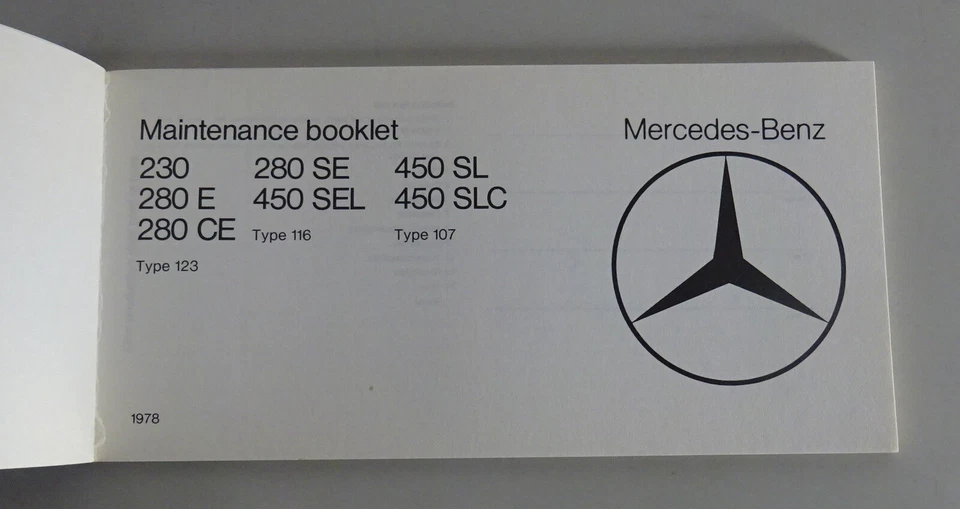 Maintenance booklet
230
280 E
280 CE
Type 123
280 SE
450 SEL
Type 116
450 SL
450 SLC
Type 107
Mercedes-Benz
1978